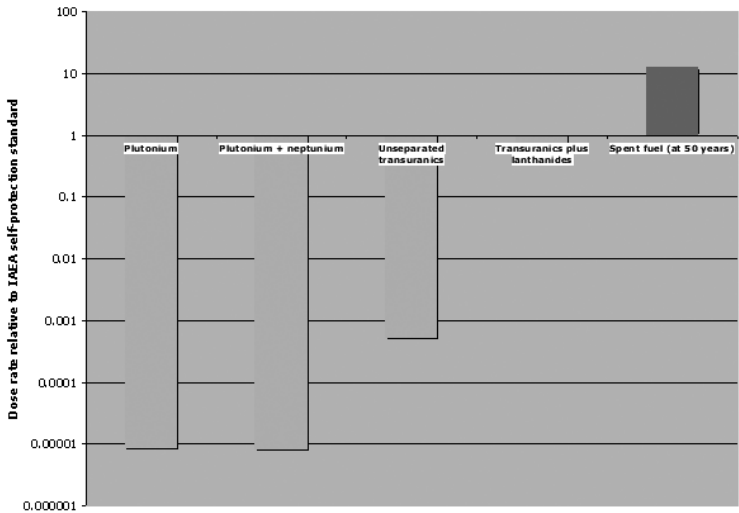 Dose rate relative to IAEA self-protection standard
100
10
1
0.1
0.01
0.001
0.0001
0.00001
0.000001
Plutonium
Plutonium + neptunium
Unseparated
transuranics
Transuranics plus
lanthanides
Spent fuel (at 50 years)